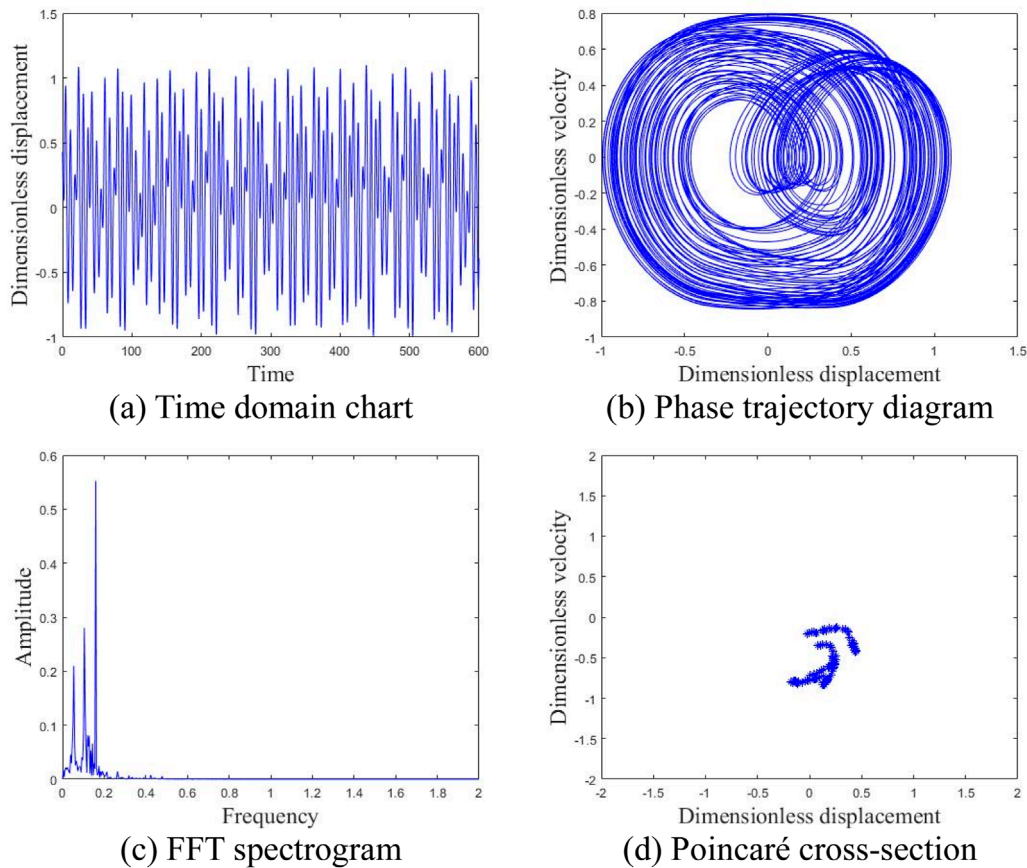 1.5
1
0.5
0
-0.5
-1
0 100 200 300 400 500 600
Dimensionless displacement
Time
(a) Time domain chart
0.8
0.6
0.4
0.2
0
-0.2
-0.4
-0.6
-0.8
-1
-1 -0.5 0 0.5 1 1.5
Dimensionless velocity
Dimensionless displacement
(b) Phase trajectory diagram
0.6
0.5
0.4
0.3
0.2
0.1
0
0 0.2 0.4 0.6 0.8 1 1.2 1.4 1.6 1.8 2
Amplitude
Frequency
(c) FFT spectrogram
2
1.5
1
0.5
0
-0.5
-1
-1.5
-2
-2 -1.5 -1 -0.5 0 0.5 1 1.5 2
Dimensionless velocity
Dimensionless displacement
(d) Poincaré cross-section